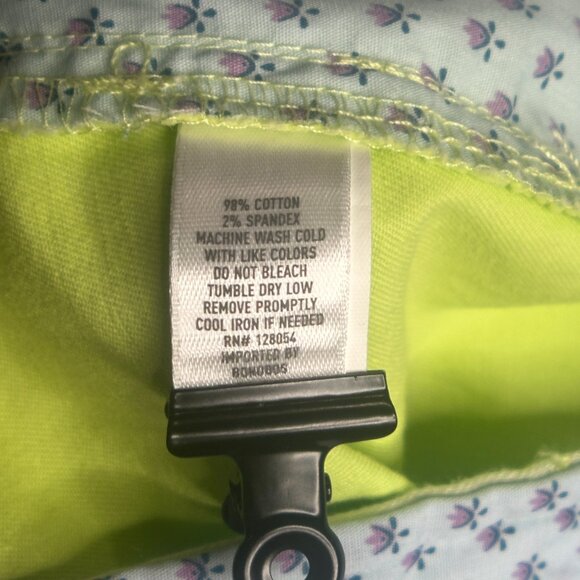 98% COTTON
2% SPANDEX
MACHINE WASH COLD
WITH LIKE COLORS
DO NOT BLEACH
TUMBLE DRY LOW
REMOVE PROMPTLY
COOL IRON IF NEEDED
RN# 128054
IMPORTED BY
BONOBOS